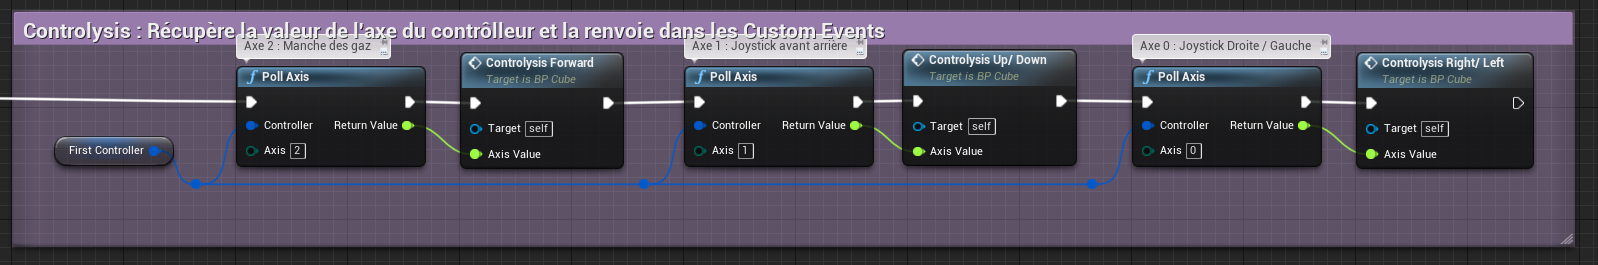 Controlysis : Récupère la valeur de l'axe du contrôlleur et la renvoie dans les Custom Events
Axe 2 : Manche des gaz
Poll Axis
Controller
Return Value
Axis 2
Controlysis Forward
Target is BP Cube
Target self
Axis Value
Axe 1 : Joystick avant arrière
Poll Axis
Controller
Return Value
Axis 1
Controlysis Up/ Down
Target is BP Cube
Target self
Axis Value
Axe 0 : Joystick Droite / Gauche
Poll Axis
Controller
Return Value
Axis 0
Controlysis Right/ Left
Target is BP Cube
Target self
Axis Value
First Controller